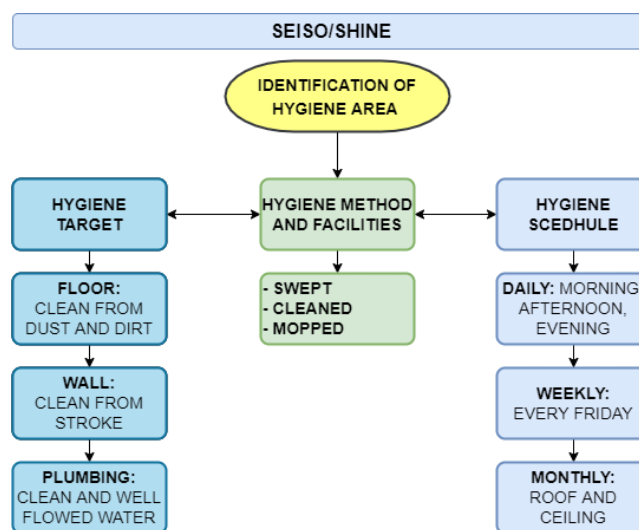 SEISO/SHINE
IDENTIFICATION OF
HYGIENE AREA
HYGIENE
TARGET
HYGIENE METHOD
AND FACILITIES
HYGIENE
SCEDHULE
FLOOR:
CLEAN FROM
DUST AND DIRT
WALL:
CLEAN FROM
STROKE
PLUMBING:
CLEAN AND WELL
FLOWED WATER
- SWEPT
- CLEANED
- MOPPED
DAILY: MORNING,
AFTERNOON,
EVENING
WEEKLY:
EVERY FRIDAY
MONTHLY:
ROOF AND
CEILING